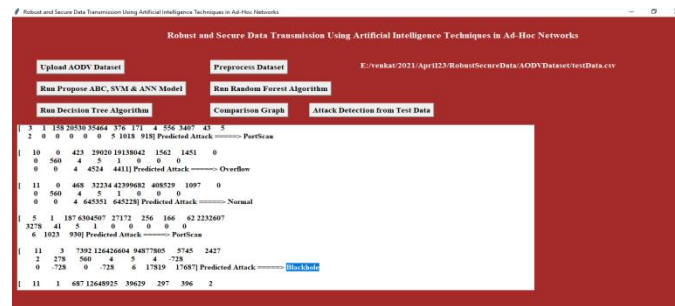 Robust and Secure Data Transmission Using Artificial Intelligence Techniques in Ad-Hoc Networks
Robust and Secure Data Transmission Using Artificial Intelligence Techniques in Ad-Hoc Networks
Upload AODV Dataset Preprocess Dataset E:/venkat/2021/April23/RobustSecureData/AODVDataset/testData.csv
Run Propose ABC, SVM & ANN Model Run Random Forest Algorithm
Run Decision Tree Algorithm Comparison Graph Attack Detection from Test Data
[ 3 1 158 20530 35464 376 171 4 556 3407 43 5
2 0 0 0 0 0 5 1018 918] Predicted Attack =====> PortScan
[ 10 0 423 29020 19138042 1562 1451 0
0 560 4 5 1 0 0 0
0 0 4 4524 4411] Predicted Attack =====> Overflow
[ 11 0 468 32234 42399682 408529 1097 0
0 560 4 5 1 0 0 0
0 0 4 645351 645228] Predicted Attack =====> Normal
[ 5 1 187 6304507 27172 256 166 62 2232607
3278 41 5 1 0 0 0 0 0
6 1023 930] Predicted Attack =====> PortScan
[ 11 3 7392 126426604 94877805 5745 2427
2 278 560 4 5 4 -728
0 -728 0 -728 6 17819 17687] Predicted Attack =====> Blackhole
[ 11 1 687 12648925 39629 297 396 2